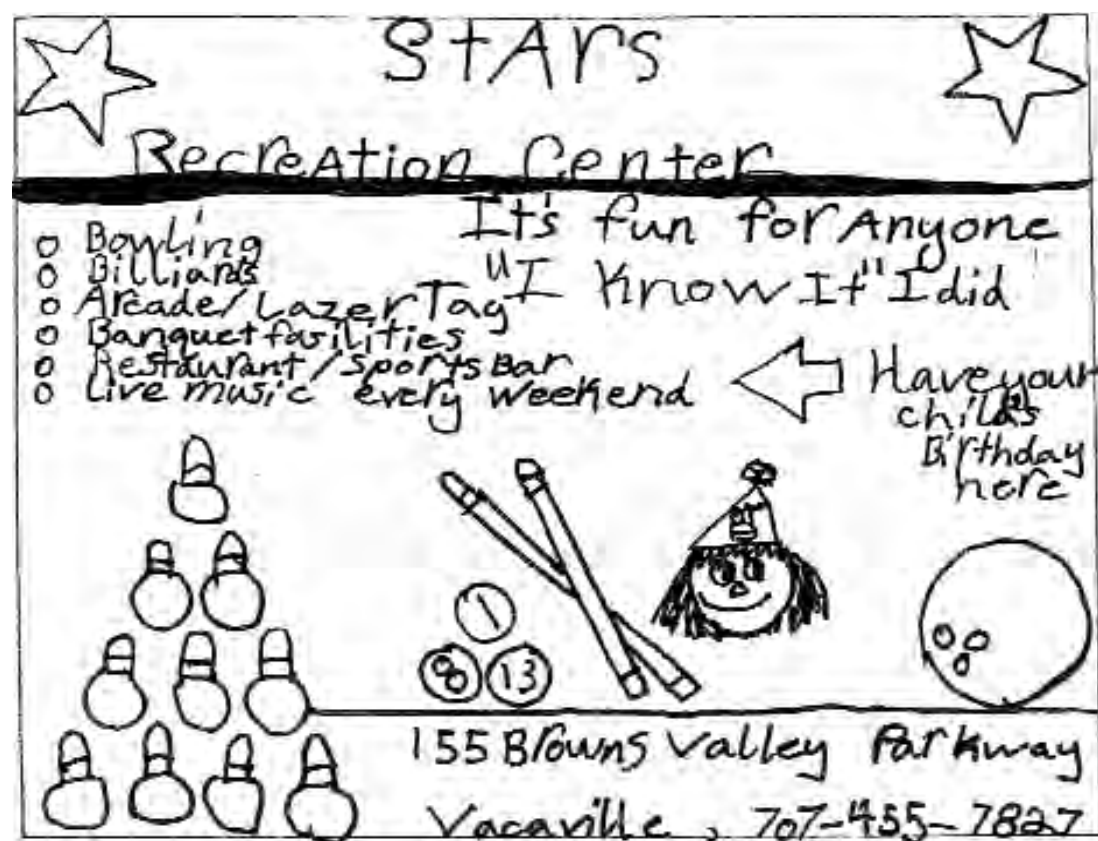 StArs
RecreAtion Center
It's fun for Anyone
"I Know It" I did
o Bowling
o Billiards
o Arcade/LazerTag
o Banquet fasilities
o Restaurant/Sports Bar
o Live music every weekend
Have your
child's
Birthday
here
1
8 13
155 Browns Valley Parkway
Vacaville, 707-455-7827